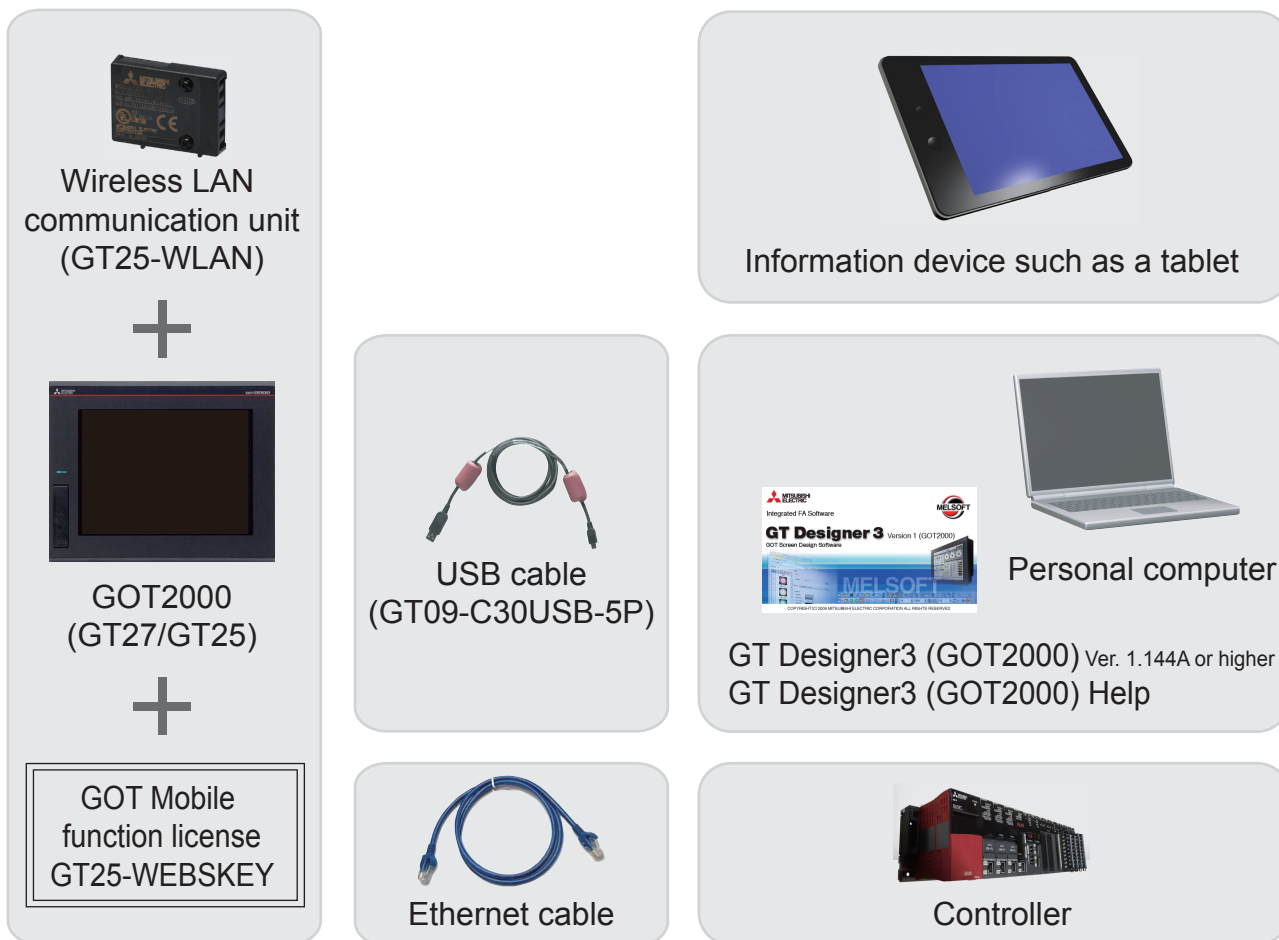 MITSUBISHI
ELECTRIC
Wireless LAN
communication unit
(GT25-WLAN)
GOT2000
(GT27/GT25)
GOT Mobile
function license
GT25-WEBSKEY
USB cable
(GT09-C30USB-5P)
Ethernet cable
Information device such as a tablet
MITSUBISHI
ELECTRIC
MELSOFT
Integrated FA Software
GT Designer 3 Version 1 (GOT2000)
GOT Screen Design Software
MELSOFT
Personal computer
GT Designer3 (GOT2000) Ver. 1.144A or higher
GT Designer3 (GOT2000) Help
Controller